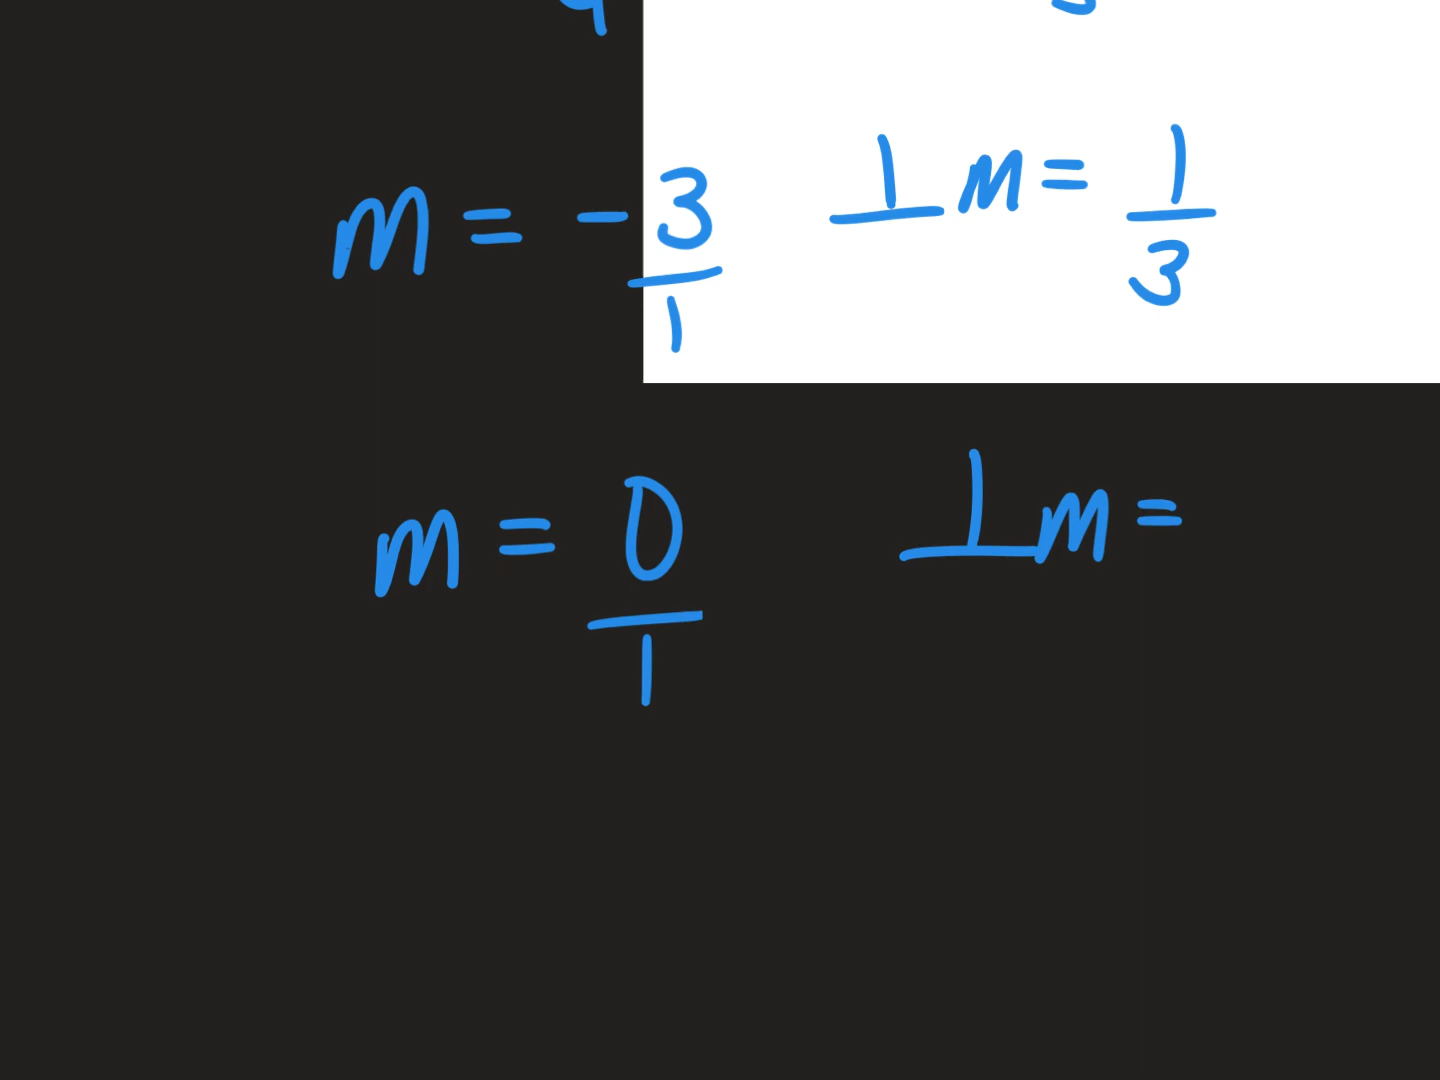 m = -3/1 ⊥ m = 1/3
m = 0/1 ⊥ m =